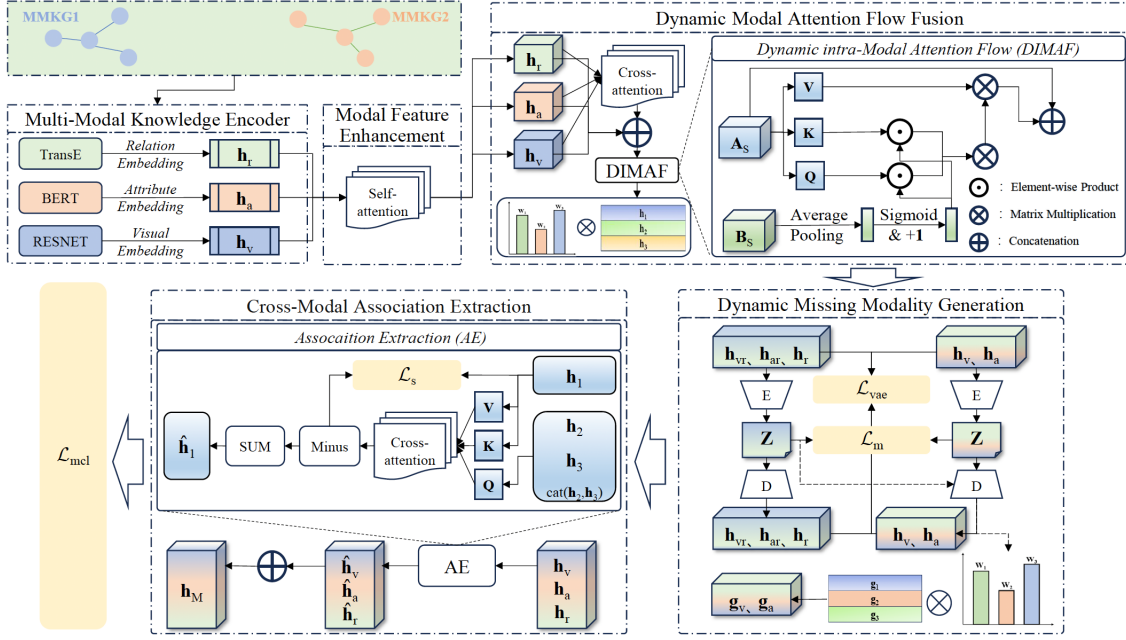 MMKG1
MMKG2
Multi-Modal Knowledge Encoder
TransE
Relation
Embedding
h_r
BERT
Attribute
Embedding
h_a
RESNET
Visual
Embedding
h_v
Modal Feature
Enhancement
Self-
attention
Dynamic Modal Attention Flow Fusion
h_r
h_a
h_v
Cross-
attention
DIMAF
w_1
w_1
w_2
h_1
h_2
h_3
Dynamic intra-Modal Attention Flow (DIMAF)
A_S
V
K
Q
B_S
Average
Pooling
Sigmoid
& +1
: Element-wise Product
: Matrix Multiplication
: Concatenation
Dynamic Missing Modality Generation
h_vr、h_ar、h_r
h_v、h_a
E
E
ℒ_vae
Z
ℒ_m
Z
D
D
h_vr、h_ar、h_r
h_v、h_a
g_v、g_a
g_1
g_2
g_3
w_1
w_1
w_2
Cross-Modal Association Extraction
Assocaition Extraction (AE)
ℒ_s
h_1
V
K
Q
h_2
h_3
cat(h_2,h_3)
Cross-
attention
Minus
SUM
ĥ_1
h_M
ĥ_v
ĥ_a
ĥ_r
AE
h_v
h_a
h_r
ℒ_mcl